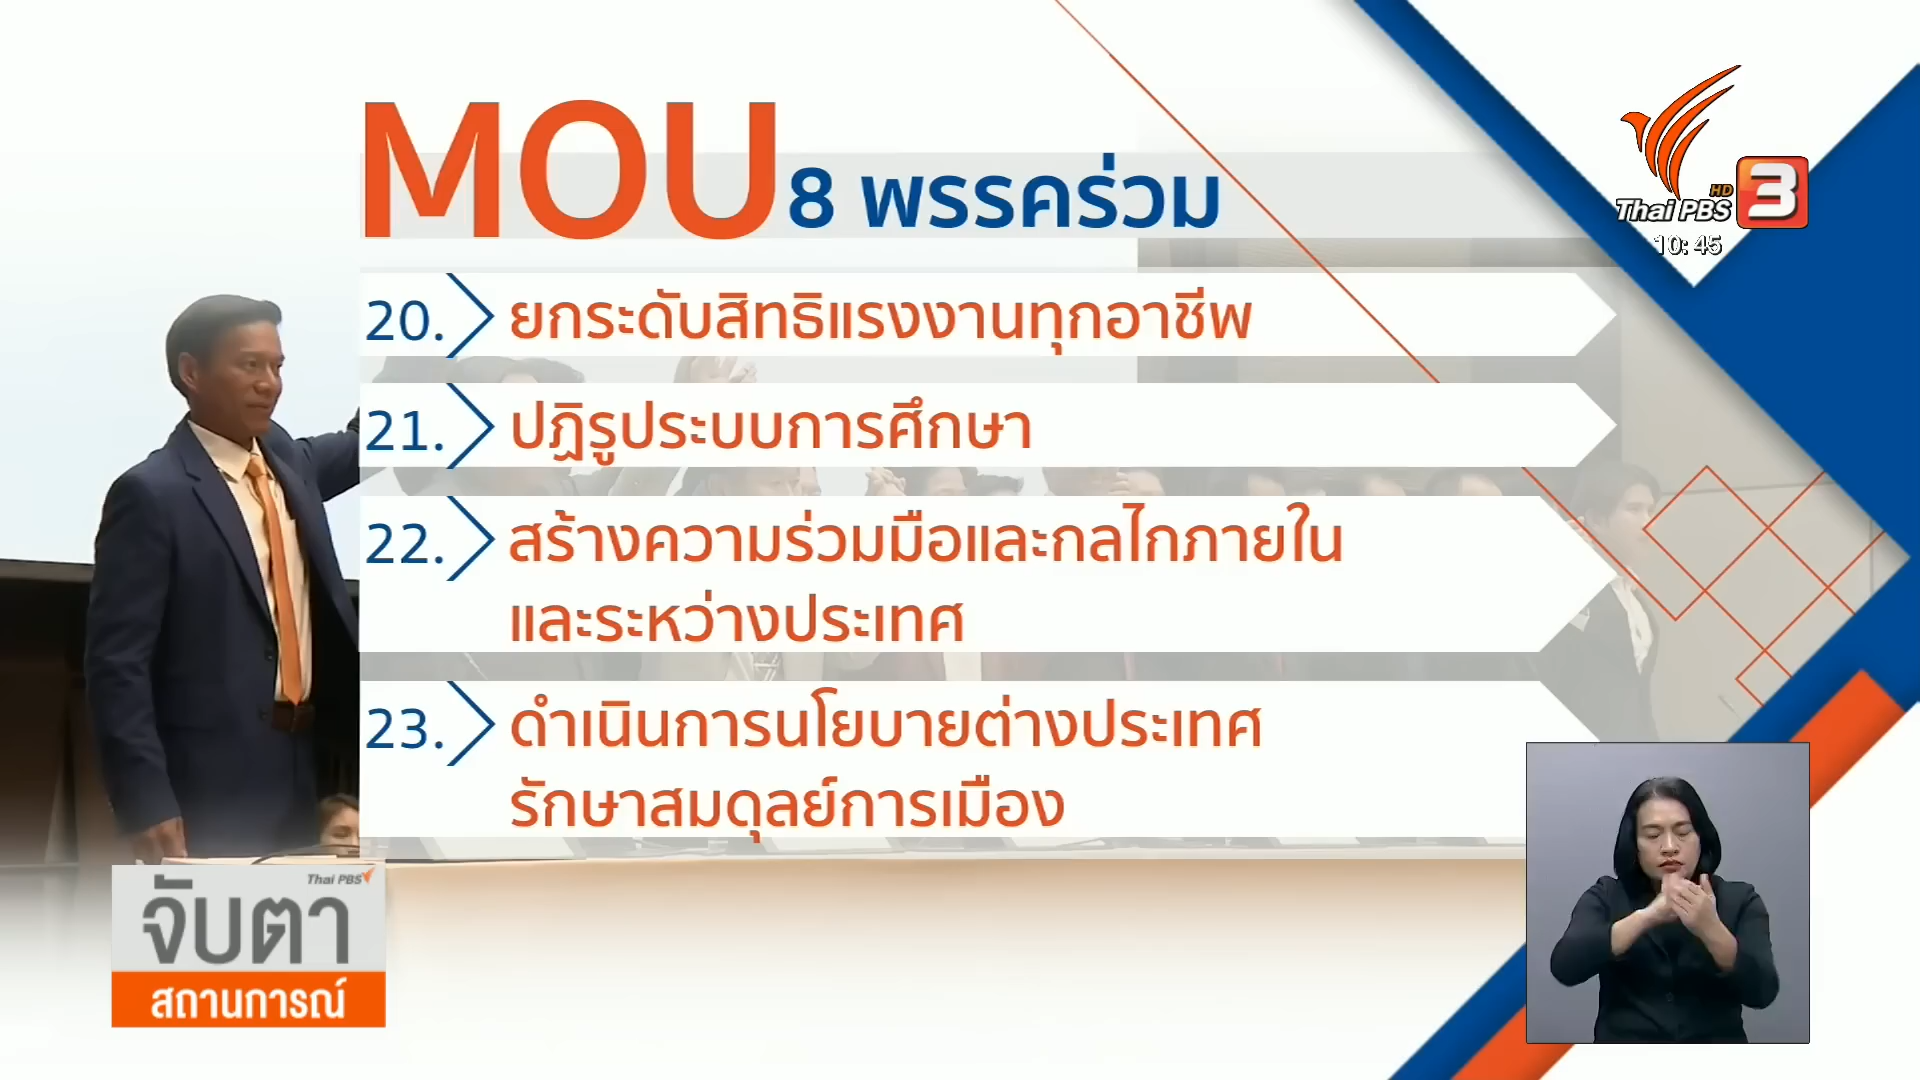 MOU 8 พรรคร่วม
20. ยกระดับสิทธิแรงงานทุกอาชีพ
21. ปฏิรูประบบการศึกษา
22. สร้างความร่วมมือและกลไกภายใน
และระหว่างประเทศ
23. ดำเนินการนโยบายต่างประเทศ
รักษาสมดุลย์การเมือง
HD
Thai PBS 3
10:45
Thai PBS
จับตา
สถานการณ์